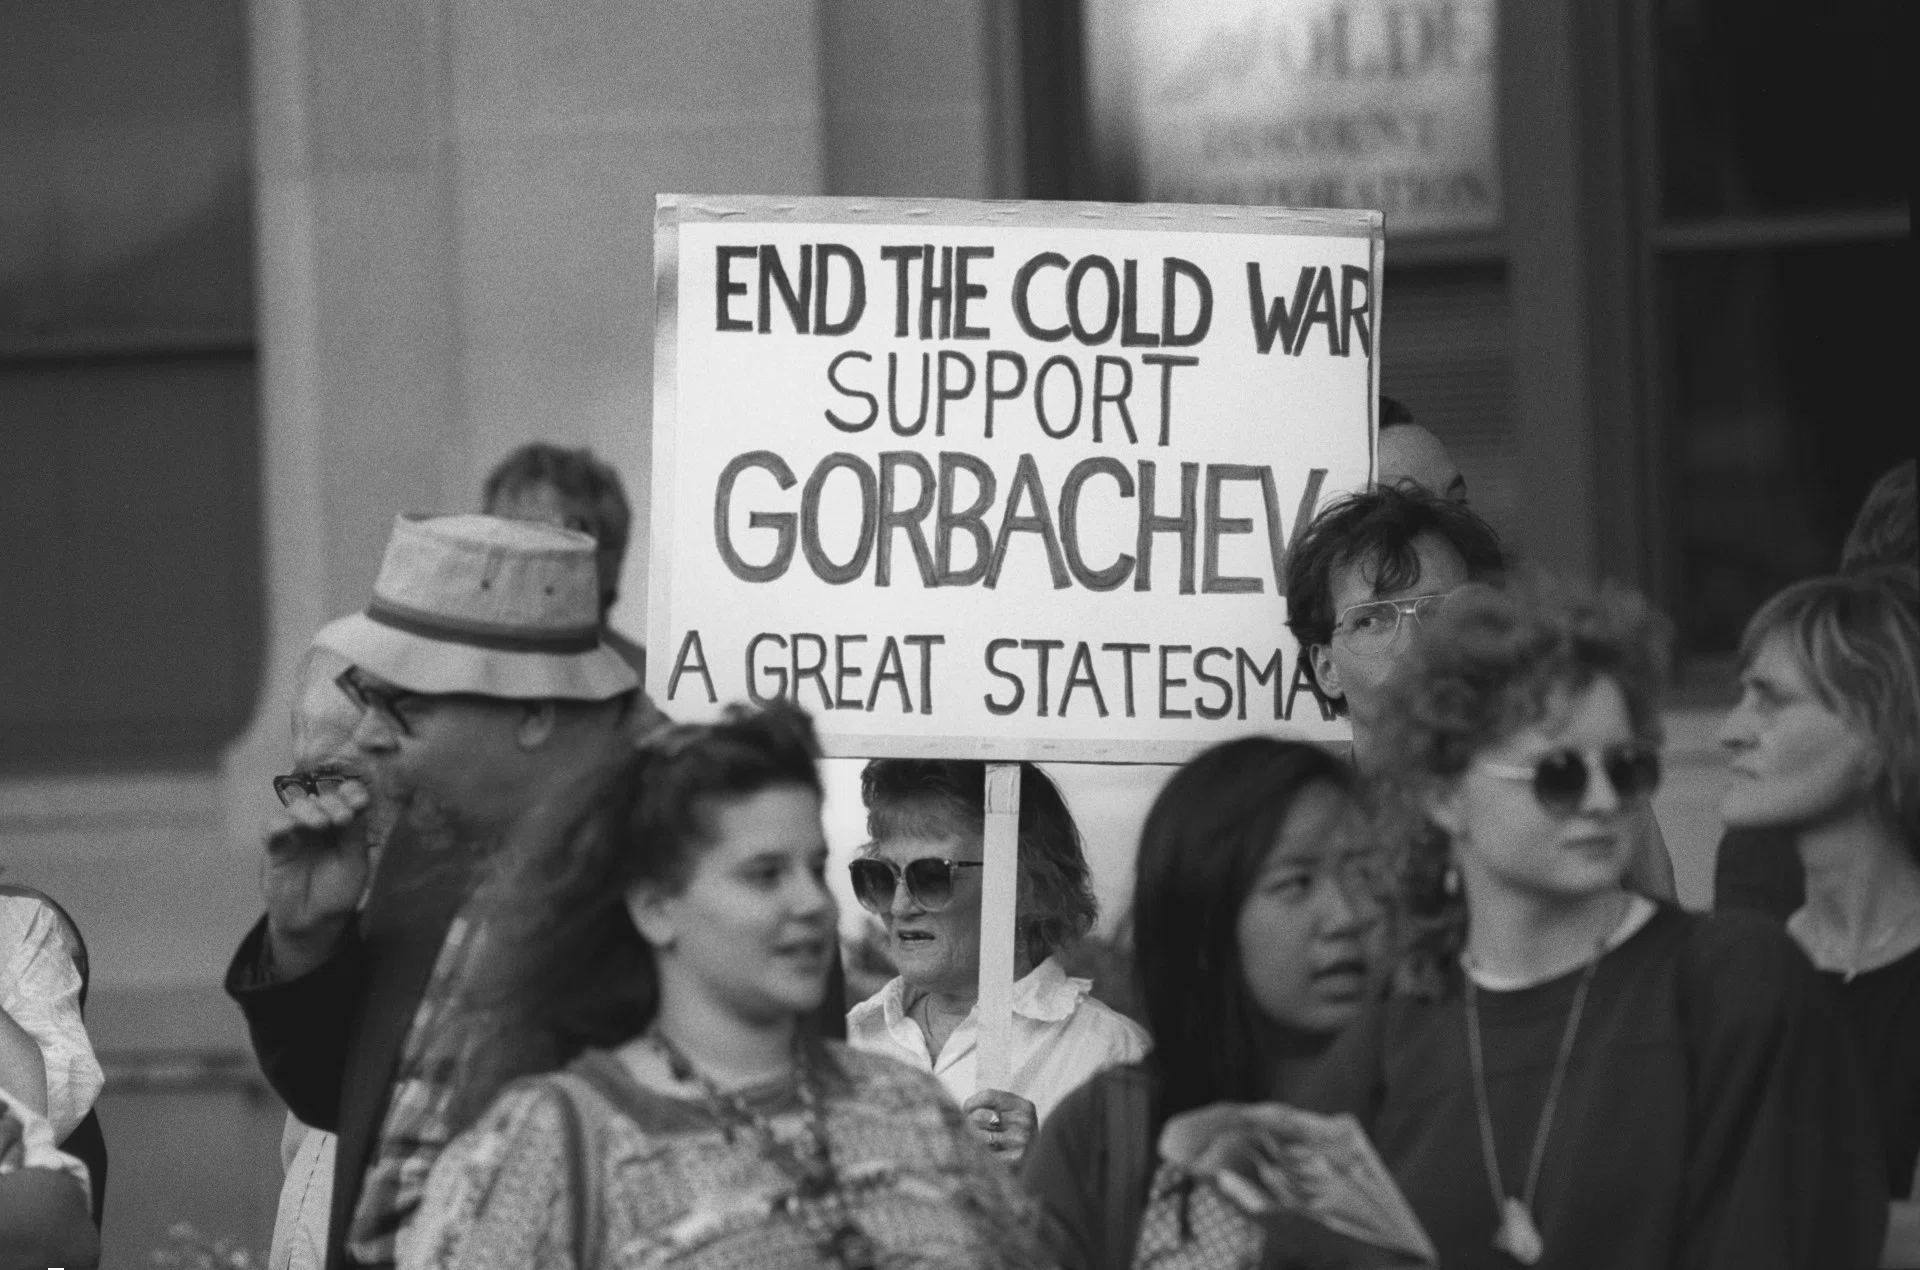 END THE COLD WAR
SUPPORT
GORBACHEV
A GREAT STATESMA